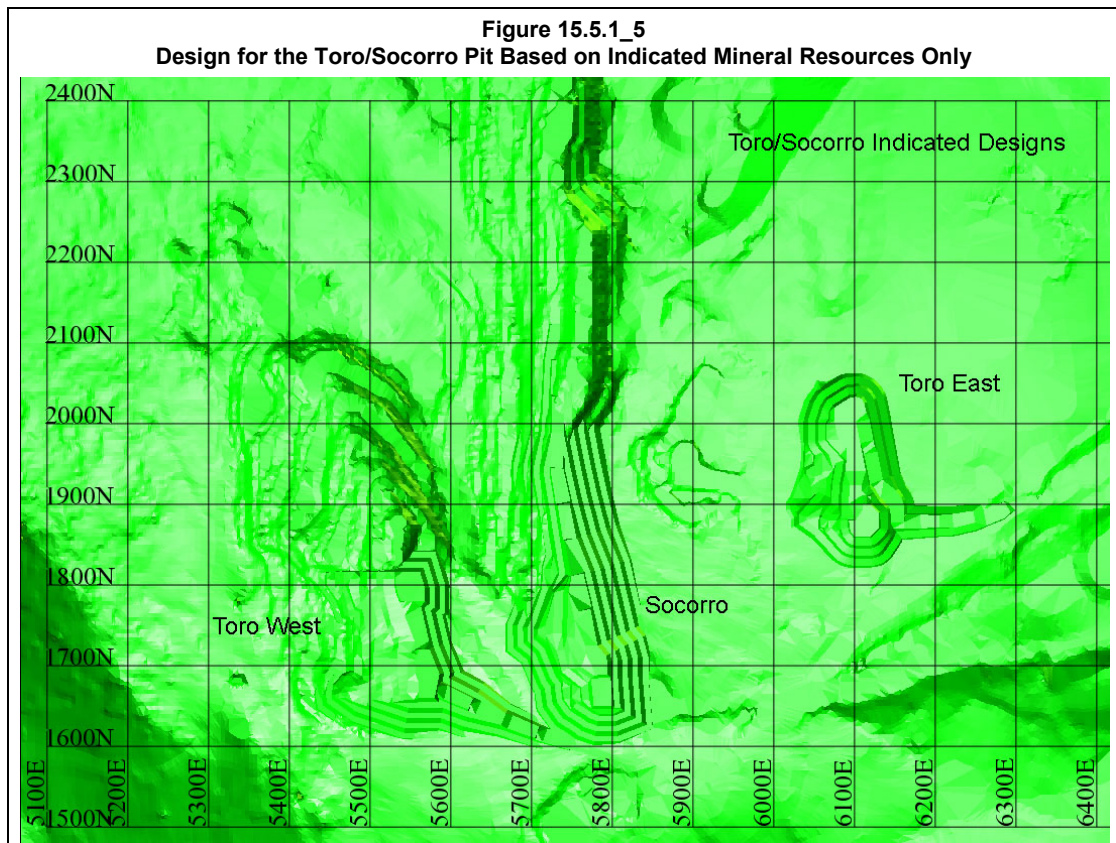 Figure 15.5.1_5
Design for the Toro/Socorro Pit Based on Indicated Mineral Resources Only
2400N
Toro/Socorro Indicated Designs
2300N
2200N
2100N
Toro East
2000N
1900N
1800N
Socorro
Toro West
1700N
1600N
5100E
5200E
5300E
5400E
5500E
5600E
5700E
5800E
5900E
6000E
6100E
6200E
6300E
6400E
1500N